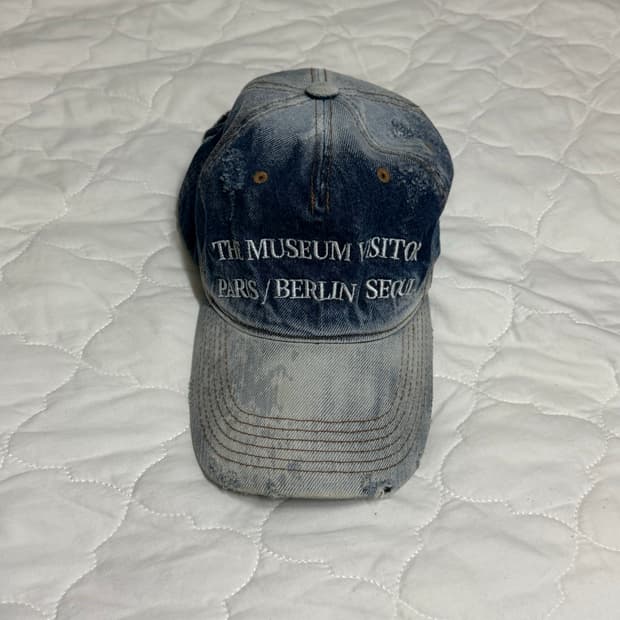 THE MUSEUM VISITOR
PARIS / BERLIN SEOUL